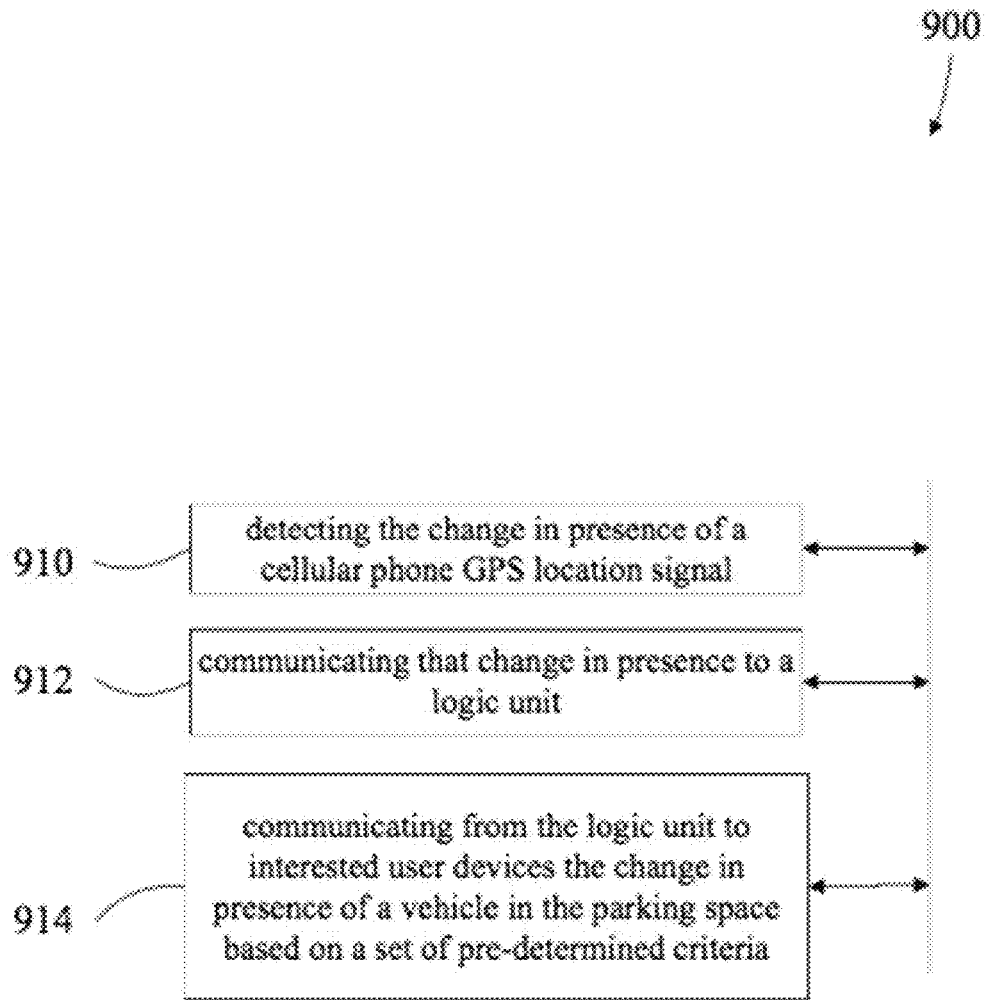 900
910
detecting the change in presence of a
cellular phone GPS location signal
912
communicating that change in presence to a
logic unit
914
communicating from the logic unit to
interested user devices the change in
presence of a vehicle in the parking space
based on a set of pre-determined criteria